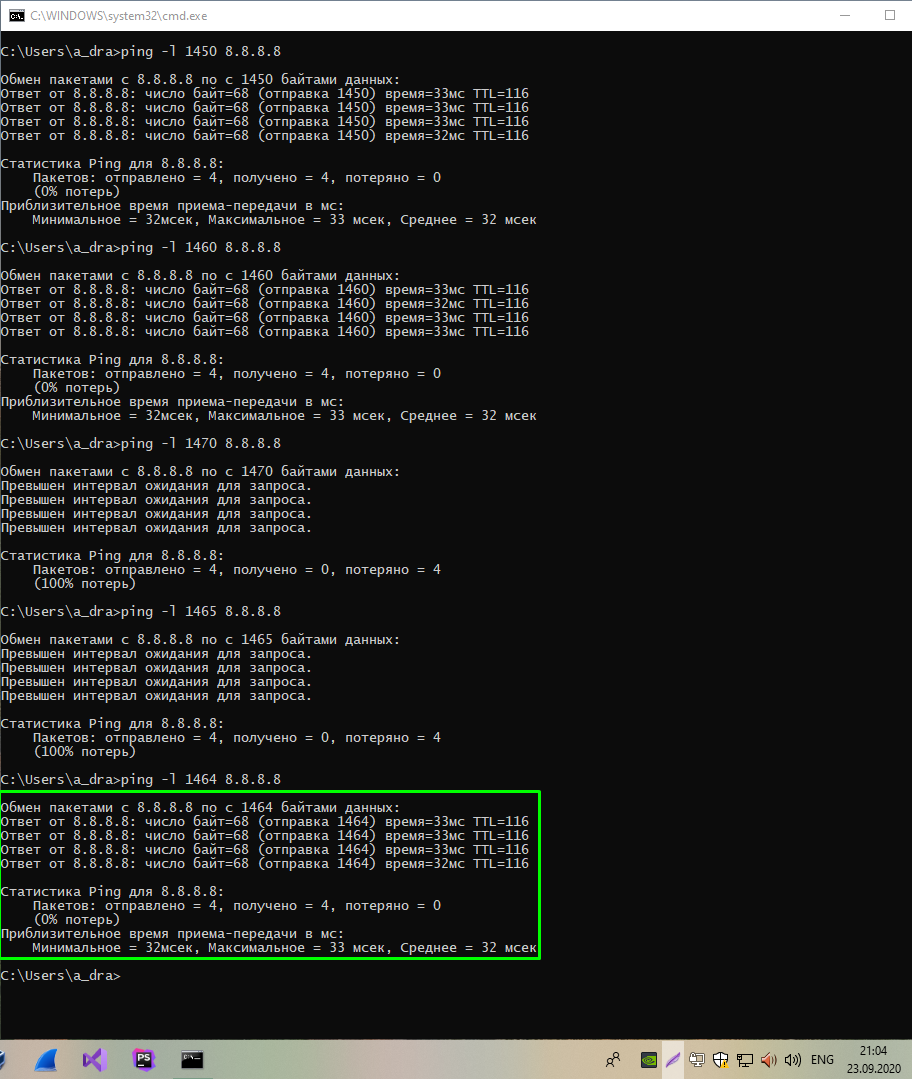 C:\WINDOWS\system32\cmd.exe
C:\Users\a_dra>ping -l 1450 8.8.8.8
Обмен пакетами с 8.8.8.8 по с 1450 байтами данных:
Ответ от 8.8.8.8: число байт=68 (отправка 1450) время=33мс TTL=116
Ответ от 8.8.8.8: число байт=68 (отправка 1450) время=33мс TTL=116
Ответ от 8.8.8.8: число байт=68 (отправка 1450) время=33мс TTL=116
Ответ от 8.8.8.8: число байт=68 (отправка 1450) время=32мс TTL=116
Статистика Ping для 8.8.8.8:
Пакетов: отправлено = 4, получено = 4, потеряно = 0
(0% потерь)
Приблизительное время приема-передачи в мс:
Минимальное = 32мсек, Максимальное = 33 мсек, Среднее = 32 мсек
C:\Users\a_dra>ping -l 1460 8.8.8.8
Обмен пакетами с 8.8.8.8 по с 1460 байтами данных:
Ответ от 8.8.8.8: число байт=68 (отправка 1460) время=33мс TTL=116
Ответ от 8.8.8.8: число байт=68 (отправка 1460) время=32мс TTL=116
Ответ от 8.8.8.8: число байт=68 (отправка 1460) время=33мс TTL=116
Ответ от 8.8.8.8: число байт=68 (отправка 1460) время=33мс TTL=116
Статистика Ping для 8.8.8.8:
Пакетов: отправлено = 4, получено = 4, потеряно = 0
(0% потерь)
Приблизительное время приема-передачи в мс:
Минимальное = 32мсек, Максимальное = 33 мсек, Среднее = 32 мсек
C:\Users\a_dra>ping -l 1470 8.8.8.8
Обмен пакетами с 8.8.8.8 по с 1470 байтами данных:
Превышен интервал ожидания для запроса.
Превышен интервал ожидания для запроса.
Превышен интервал ожидания для запроса.
Превышен интервал ожидания для запроса.
Статистика Ping для 8.8.8.8:
Пакетов: отправлено = 4, получено = 0, потеряно = 4
(100% потерь)
C:\Users\a_dra>ping -l 1465 8.8.8.8
Обмен пакетами с 8.8.8.8 по с 1465 байтами данных:
Превышен интервал ожидания для запроса.
Превышен интервал ожидания для запроса.
Превышен интервал ожидания для запроса.
Превышен интервал ожидания для запроса.
Статистика Ping для 8.8.8.8:
Пакетов: отправлено = 4, получено = 0, потеряно = 4
(100% потерь)
C:\Users\a_dra>ping -l 1464 8.8.8.8
Обмен пакетами с 8.8.8.8 по с 1464 байтами данных:
Ответ от 8.8.8.8: число байт=68 (отправка 1464) время=33мс TTL=116
Ответ от 8.8.8.8: число байт=68 (отправка 1464) время=33мс TTL=116
Ответ от 8.8.8.8: число байт=68 (отправка 1464) время=33мс TTL=116
Ответ от 8.8.8.8: число байт=68 (отправка 1464) время=32мс TTL=116
Статистика Ping для 8.8.8.8:
Пакетов: отправлено = 4, получено = 4, потеряно = 0
(0% потерь)
Приблизительное время приема-передачи в мс:
Минимальное = 32мсек, Максимальное = 33 мсек, Среднее = 32 мсек
C:\Users\a_dra>
PS
ENG
21:04
23.09.2020